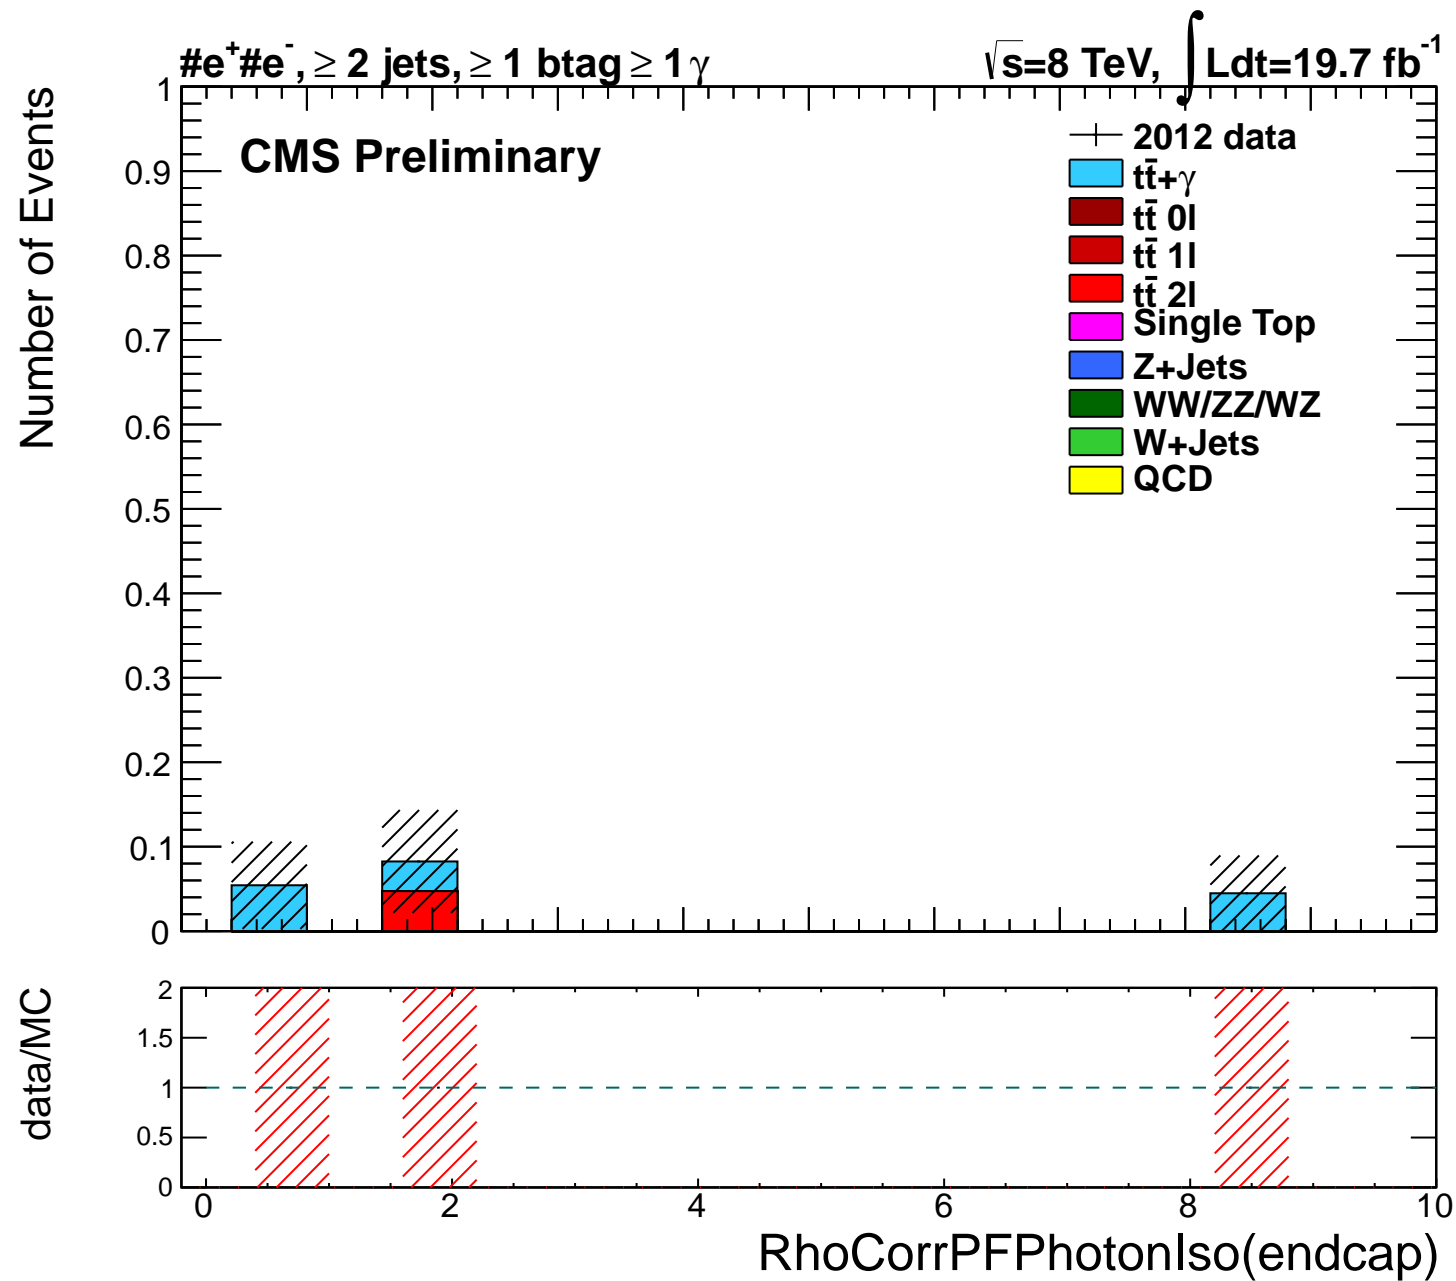 #e⁺#e⁻, ≥ 2 jets, ≥ 1 btag ≥ 1 γ
√s=8 TeV, ∫Ldt=19.7 fb⁻¹
CMS Preliminary
2012 data
tt̄+γ
tt̄ 0l
tt̄ 1l
tt̄ 2l
Single Top
Z+Jets
WW/ZZ/WZ
W+Jets
QCD
Number of Events
1
0.9
0.8
0.7
0.6
0.5
0.4
0.3
0.2
0.1
0
data/MC
2
1.5
1
0.5
0
0 2 4 6 8 10
RhoCorrPFPhotonIso(endcap)